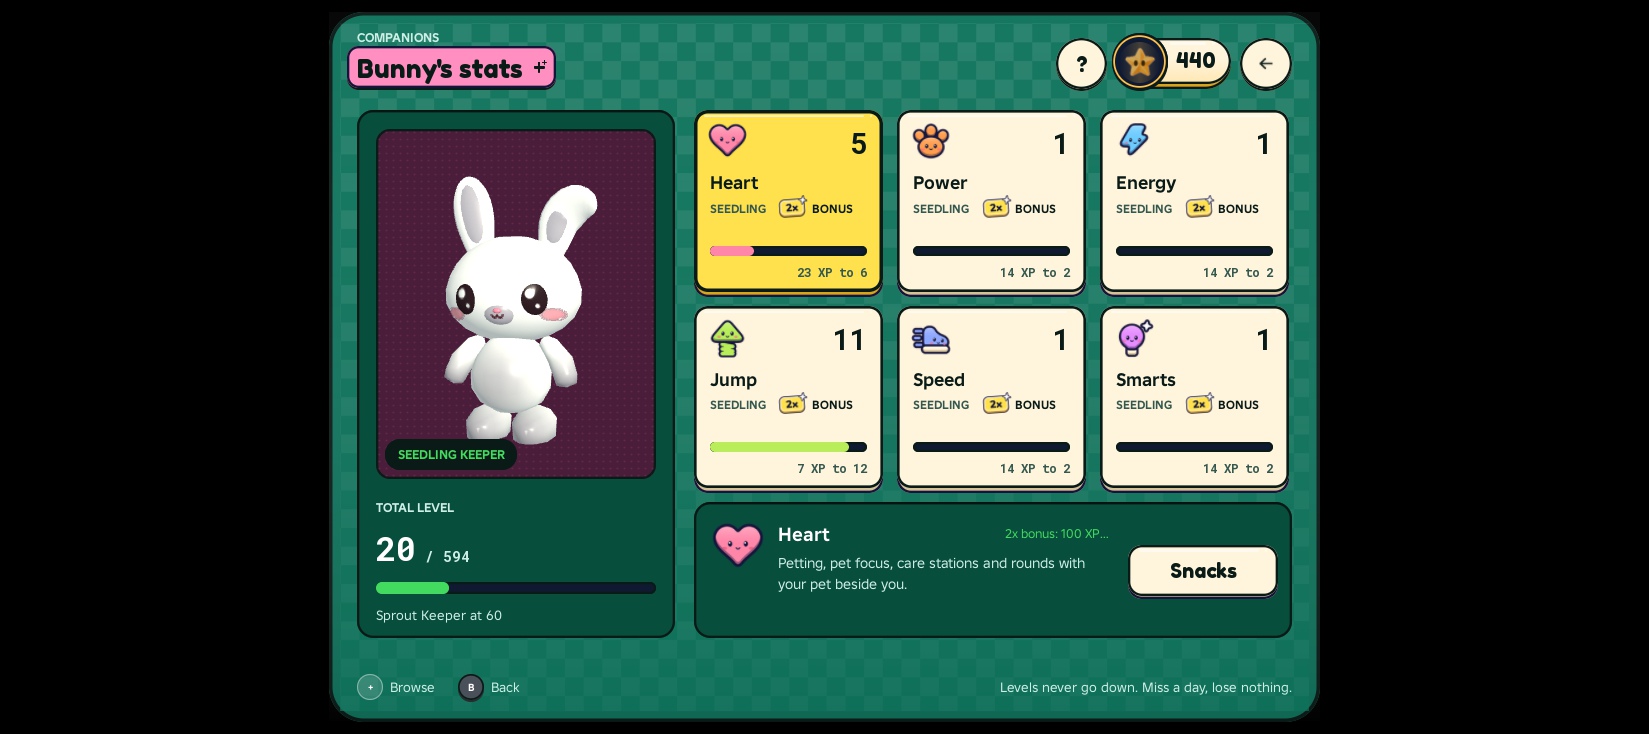 COMPANIONS
Bunny's stats
?
440
←
Heart
5
SEEDLING 2x BONUS
23 XP to 6
Power
1
SEEDLING 2x BONUS
14 XP to 2
Energy
1
SEEDLING 2x BONUS
14 XP to 2
Jump
11
SEEDLING 2x BONUS
7 XP to 12
Speed
1
SEEDLING 2x BONUS
14 XP to 2
Smarts
1
SEEDLING 2x BONUS
14 XP to 2
SEEDLING KEEPER
TOTAL LEVEL
20 / 594
Sprout Keeper at 60
Heart
2x bonus: 100 XP...
Petting, pet focus, care stations and rounds with
your pet beside you.
Snacks
+ Browse
B Back
Levels never go down. Miss a day, lose nothing.